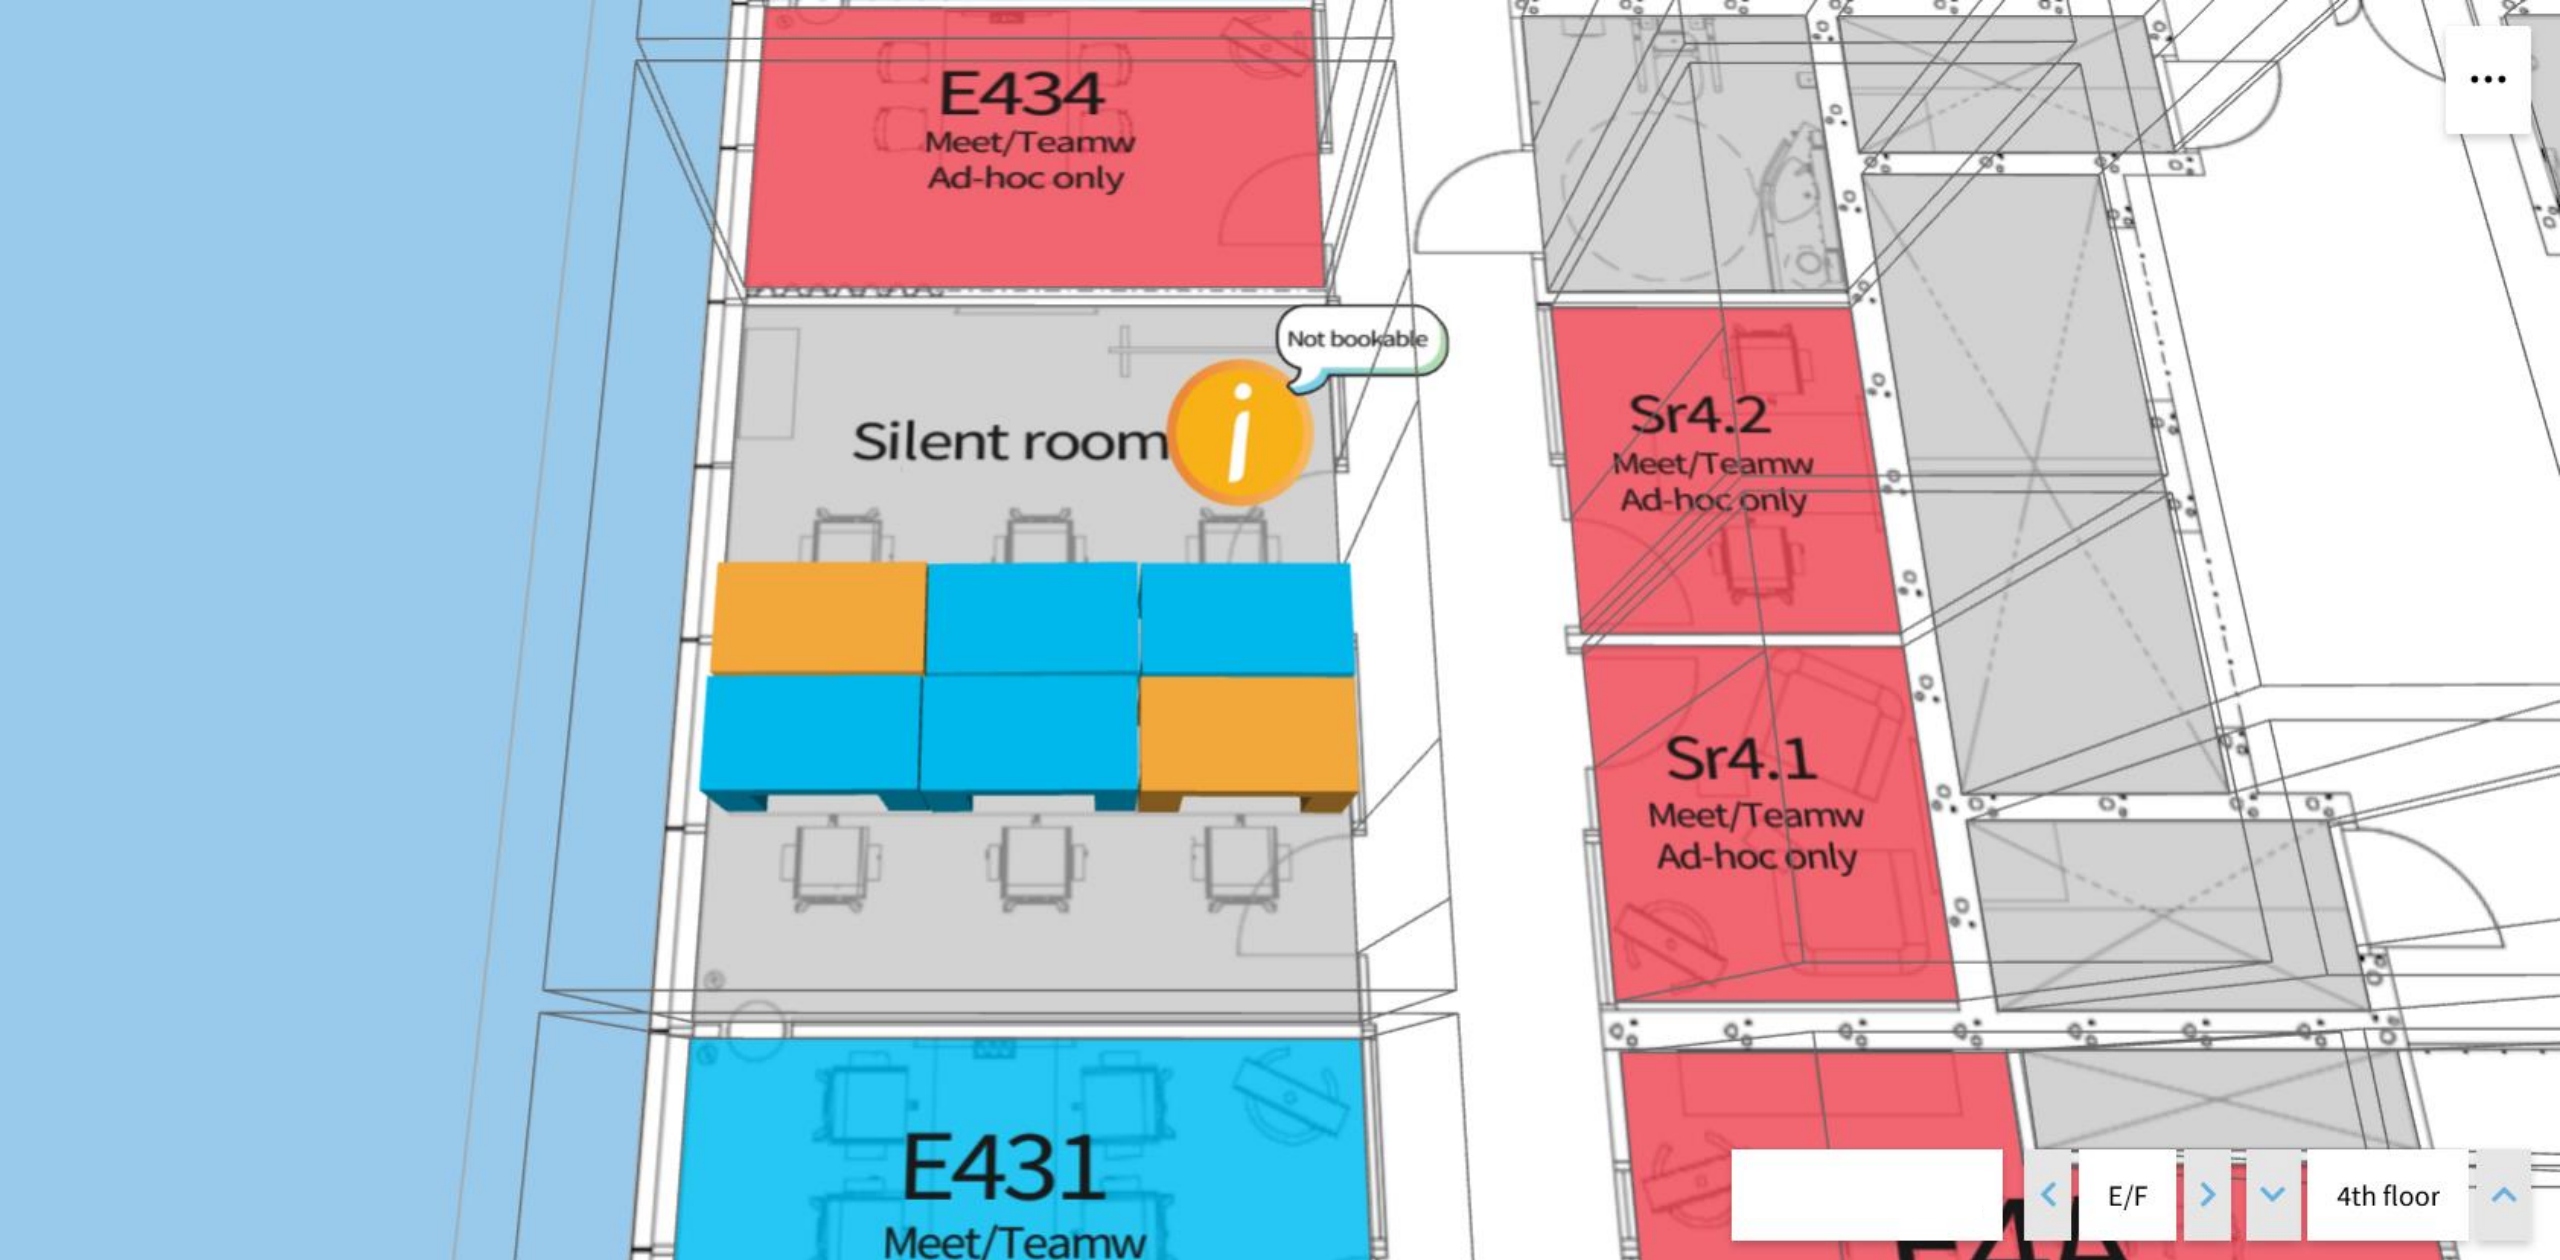 E434
Meet/Teamw
Ad-hoc only
Not bookable
Silent room
i
Sr4.2
Meet/Teamw
Ad-hoc only
Sr4.1
Meet/Teamw
Ad-hoc only
E431
Meet/Teamw
E/F
4th floor